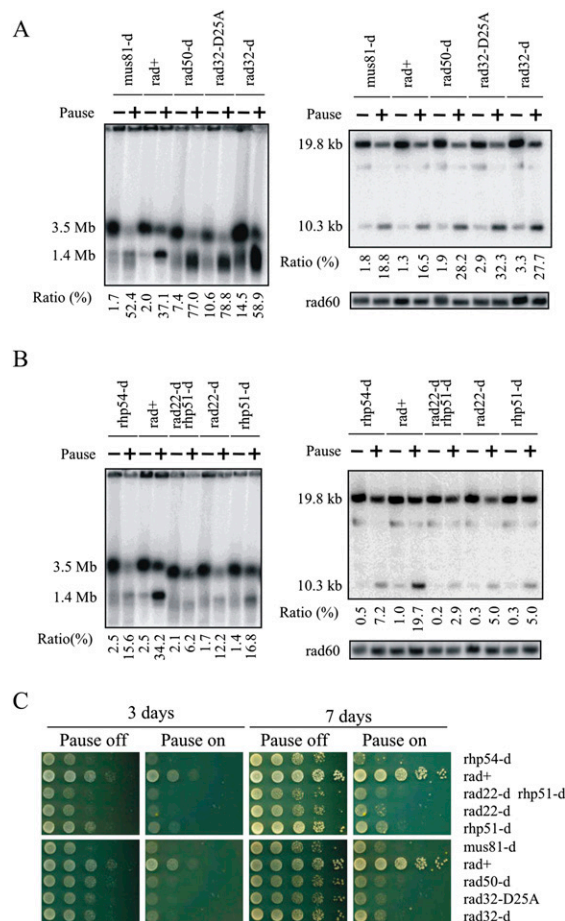 A
mus81-d rad+ rad50-d rad32-D25A rad32-d
Pause − + − + − + − + − +
3.5 Mb
1.4 Mb
Ratio (%) 1.7 52.4 2.0 37.1 7.4 77.0 10.6 78.8 14.5 58.9
mus81-d rad+ rad50-d rad32-D25A rad32-d
Pause − + − + − + − + − +
19.8 kb
10.3 kb
Ratio (%) 1.8 18.8 1.3 16.5 1.9 28.2 2.9 32.3 3.3 27.7
rad60
B
rhp54-d rad+ rad22-d rhp51-d rad22-d rhp51-d
Pause − + − + − + − + − +
3.5 Mb
1.4 Mb
Ratio(%) 2.5 15.6 2.5 34.2 2.1 6.2 1.7 12.2 1.4 16.8
rhp54-d rad+ rad22-d rhp51-d rad22-d rhp51-d
Pause − + − + − + − + − +
19.8 kb
10.3 kb
Ratio (%) 0.5 7.2 1.0 19.7 0.2 2.9 0.3 5.0 0.3 5.0
rad60
C
3 days 7 days
Pause off Pause on Pause off Pause on
rhp54-d
rad+
rad22-d rhp51-d
rad22-d
rhp51-d
mus81-d
rad+
rad50-d
rad32-D25A
rad32-d